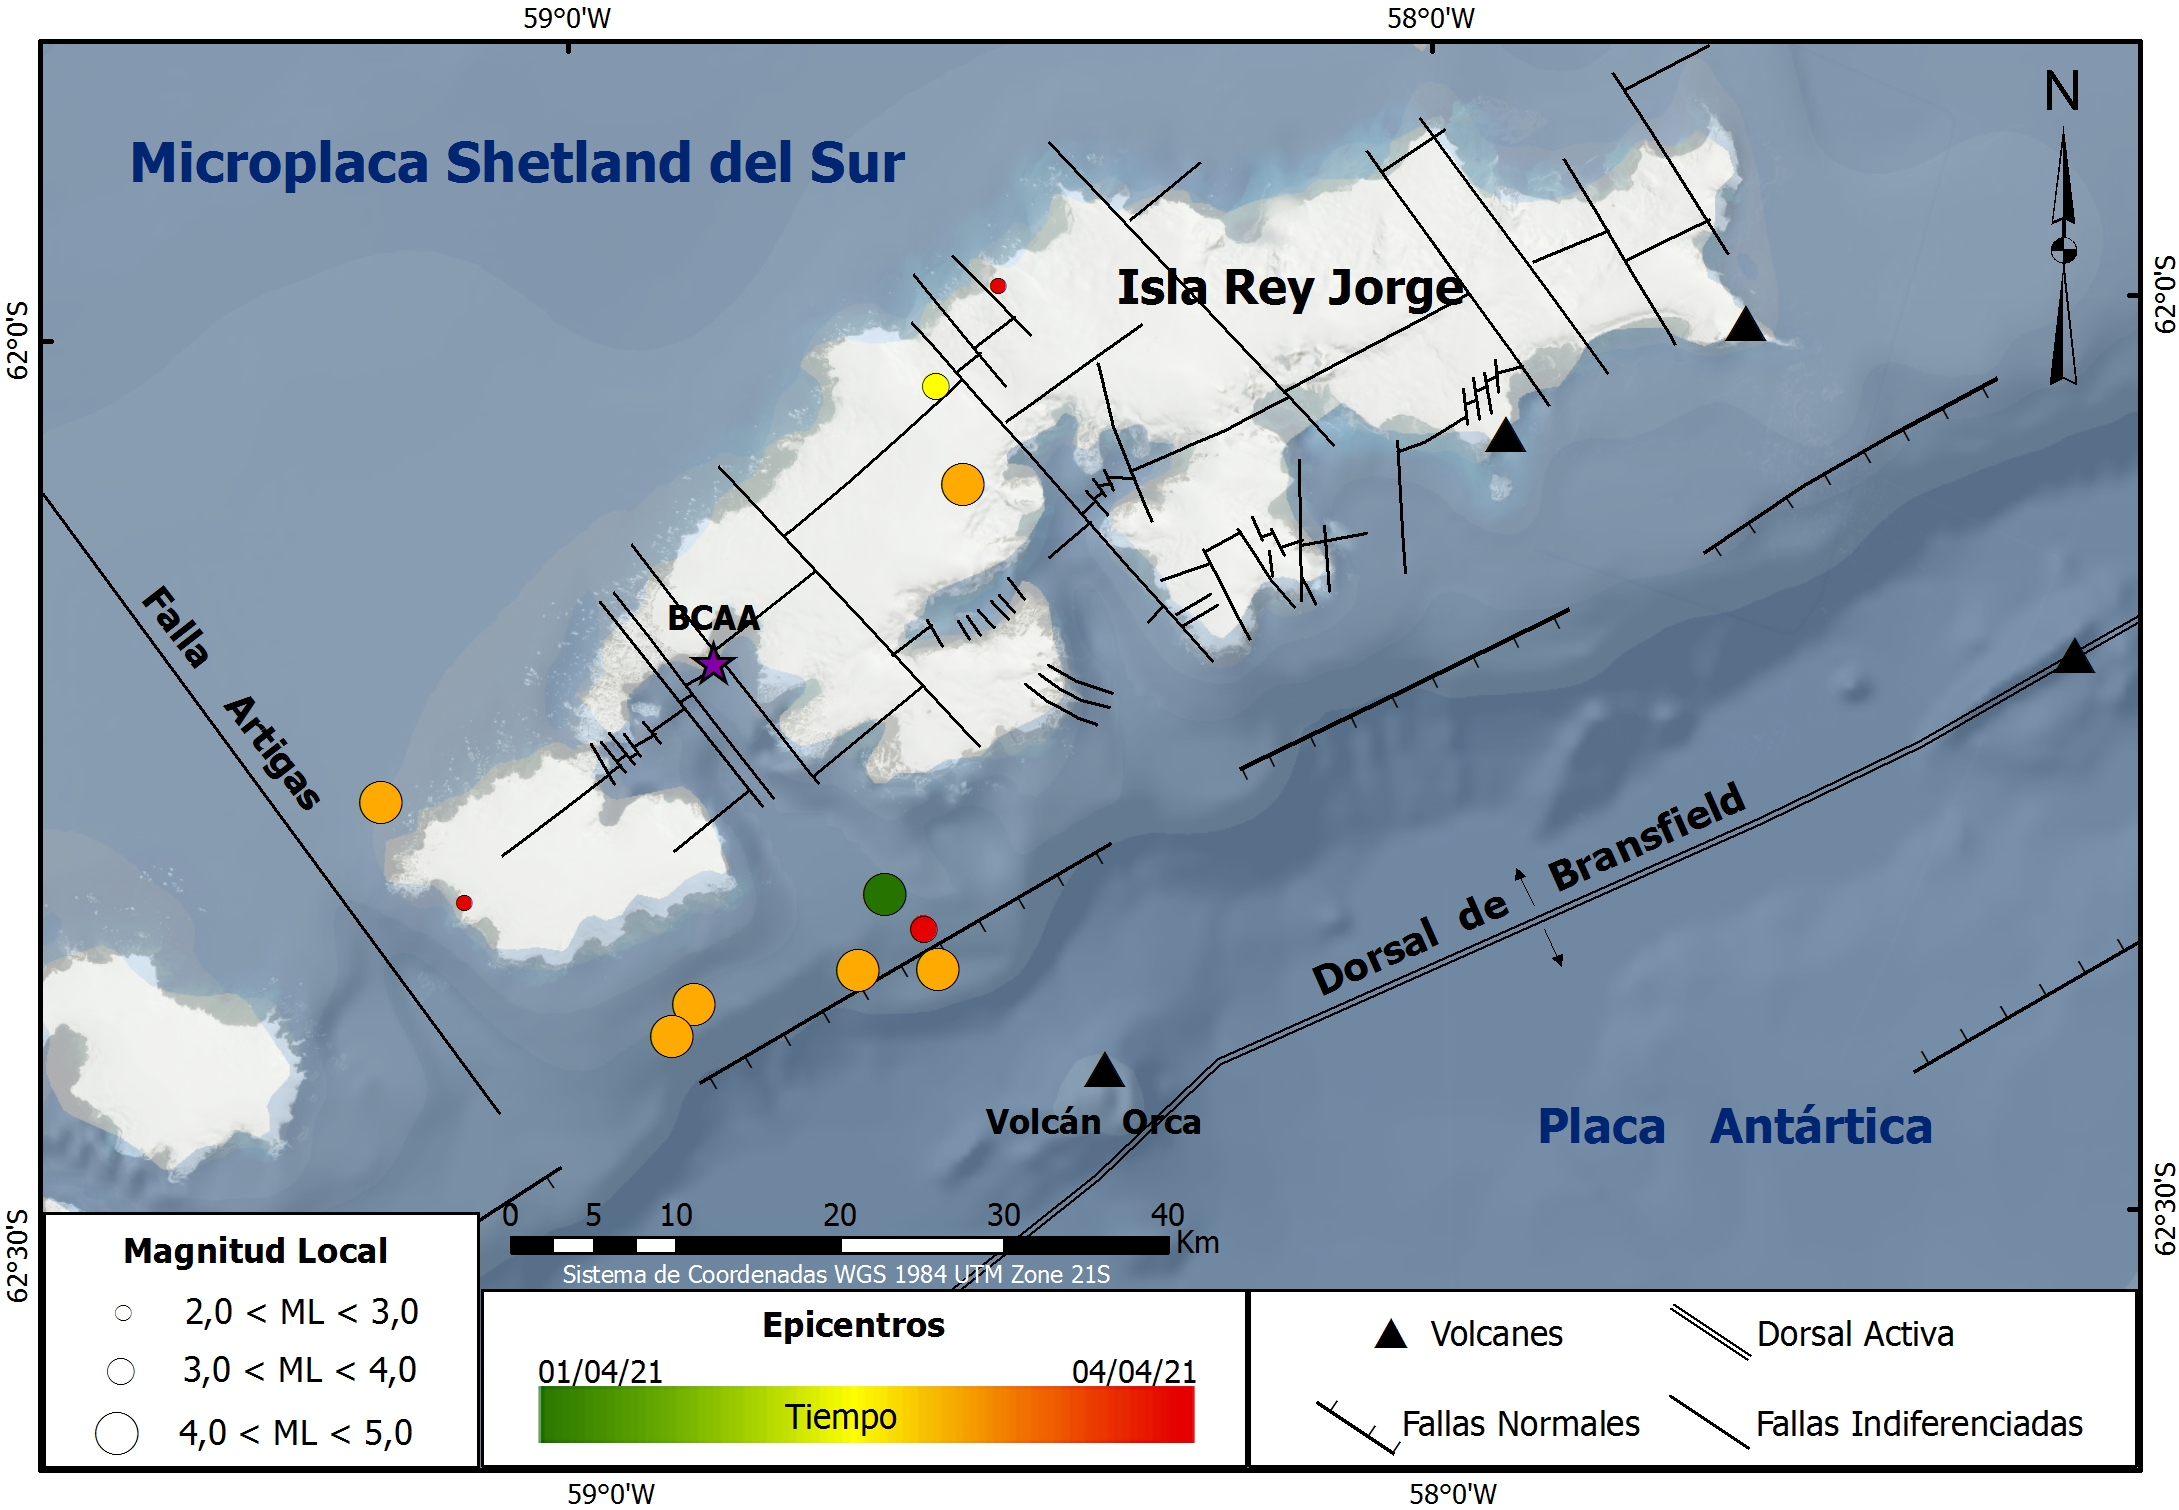 59°0'W
58°0'W
N
Microplaca Shetland del Sur
Isla Rey Jorge
62°0'S
62°0'S
BCAA
Falla Artigas
Dorsal de Bransfield
Volcán Orca
Placa Antártica
62°30'S
62°30'S
0 5 10 20 30 40
Km
Sistema de Coordenadas WGS 1984 UTM Zone 21S
Magnitud Local
2,0 < ML < 3,0
3,0 < ML < 4,0
4,0 < ML < 5,0
Epicentros
01/04/21 04/04/21
Tiempo
Volcanes
Dorsal Activa
Fallas Normales
Fallas Indiferenciadas
59°0'W
58°0'W